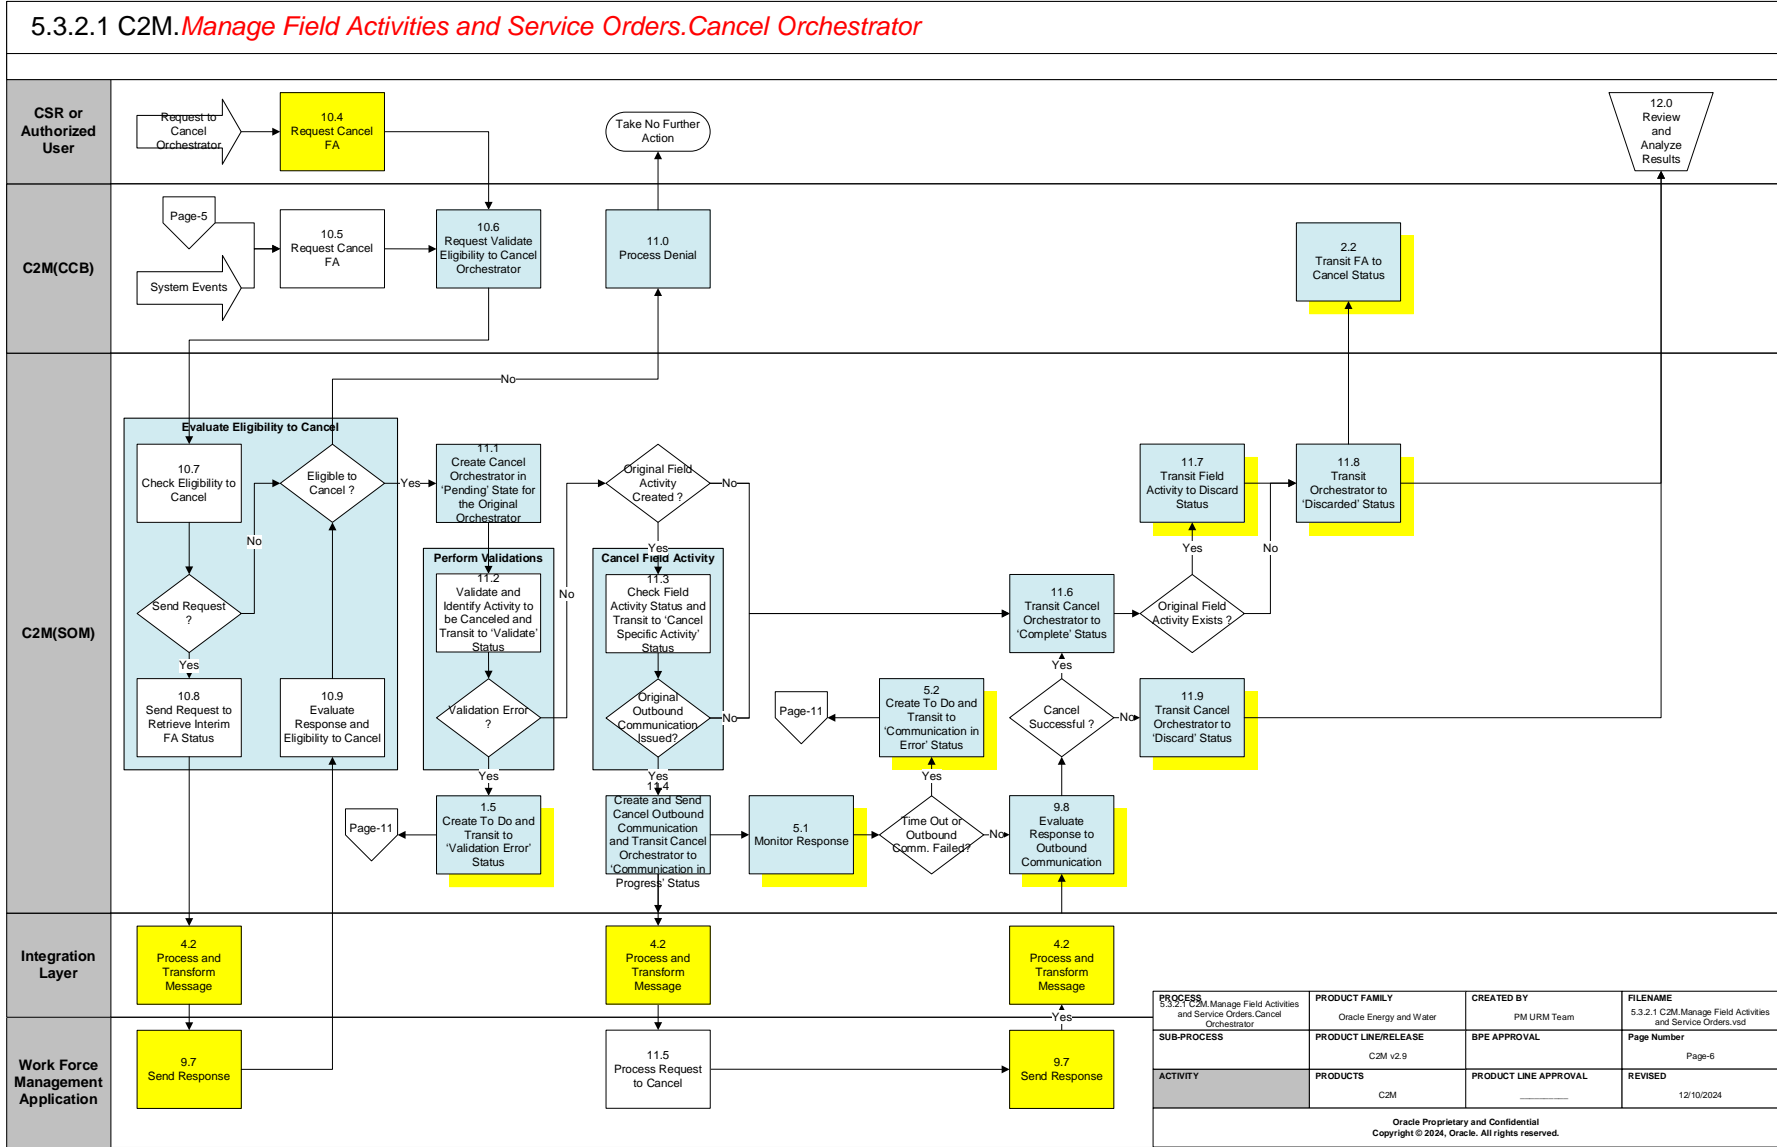 5.3.2.1 C2M.Manage Field Activities and Service Orders.Cancel Orchestrator
CSR or
Authorized
User
Request to
Cancel
Orchestrator
10.4
Request Cancel
FA
Take No Further
Action
12.0
Review
and
Analyze
Results
C2M(CCB)
Page-5
System Events
10.5
Request Cancel
FA
10.6
Request Validate
Eligibility to Cancel
Orchestrator
11.0
Process Denial
2.2
Transit FA to
Cancel Status
C2M(SOM)
No
Evaluate Eligibility to Cancel
10.7
Check Eligibility to
Cancel
Eligible to
Cancel ?
Yes
No
Send Request
?
Yes
10.8
Send Request to
Retrieve Interim
FA Status
10.9
Evaluate
Response and
Eligibility to Cancel
11.1
Create Cancel
Orchestrator in
'Pending' State for
the Original
Orchestrator
Perform Validations
11.2
Validate and
Identify Activity to
be Canceled and
Transit to 'Validate'
Status
Validation Error
?
No
Yes
1.5
Create To Do and
Transit to
'Validation Error'
Status
Page-11
Original Field
Activity
Created ?
No
Yes
Cancel Field Activity
11.3
Check Field
Activity Status and
Transit to 'Cancel
Specific Activity'
Status
Original
Outbound
Communication
Issued?
No
Yes
11.4
Create and Send
Cancel Outbound
Communication
and Transit Cancel
Orchestrator to
'Communication in
Progress' Status
5.1
Monitor Response
Time Out or
Outbound
Comm. Failed?
Yes
No
5.2
Create To Do and
Transit to
'Communication in
Error' Status
Page-11
9.8
Evaluate
Response to
Outbound
Communication
Cancel
Successful ?
Yes
No
11.6
Transit Cancel
Orchestrator to
'Complete' Status
11.9
Transit Cancel
Orchestrator to
'Discard' Status
Original Field
Activity Exists ?
Yes
No
11.7
Transit Field
Activity to Discard
Status
11.8
Transit
Orchestrator to
'Discarded' Status
Integration
Layer
4.2
Process and
Transform
Message
4.2
Process and
Transform
Message
4.2
Process and
Transform
Message
Yes
Work Force
Management
Application
9.7
Send Response
11.5
Process Request
to Cancel
9.7
Send Response
PROCESS
5.3.2.1 C2M.Manage Field Activities
and Service Orders.Cancel
Orchestrator
PRODUCT FAMILY
Oracle Energy and Water
CREATED BY
PM URM Team
FILENAME
5.3.2.1 C2M.Manage Field Activities
and Service Orders.vsd
SUB-PROCESS
PRODUCT LINE/RELEASE
C2M v2.9
BPE APPROVAL
Page Number
Page-6
ACTIVITY
PRODUCTS
C2M
PRODUCT LINE APPROVAL
REVISED
12/10/2024
Oracle Proprietary and Confidential
Copyright © 2024, Oracle. All rights reserved.